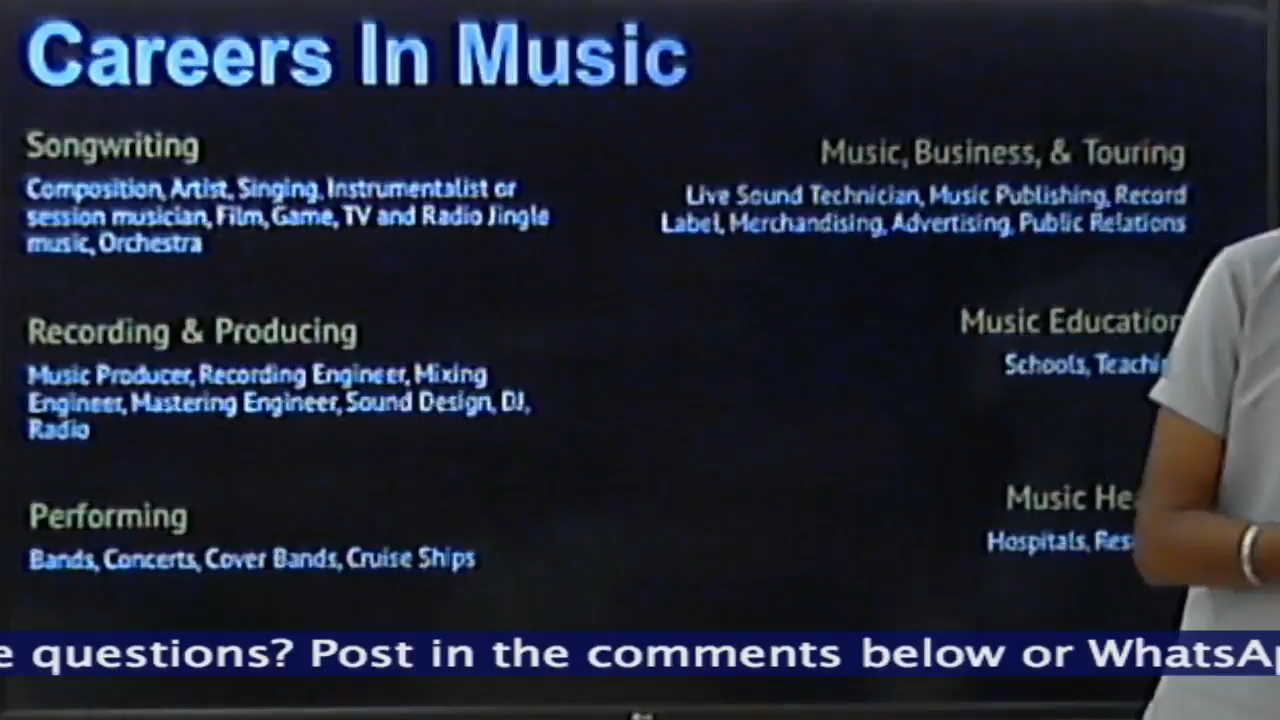 Careers In Music
Songwriting
Composition, Artist, Singing, Instrumentalist or
session musician, Film, Game, TV and Radio Jingle
music, Orchestra
Recording & Producing
Music Producer, Recording Engineer, Mixing
Engineer, Mastering Engineer, Sound Design, DJ,
Radio
Performing
Bands, Concerts, Cover Bands, Cruise Ships
Music, Business, & Touring
Live Sound Technician, Music Publishing, Record
Label, Merchandising, Advertising, Public Relations
Music Education
Schools,
Music
Hospitals,
questions? Post in the comments below or